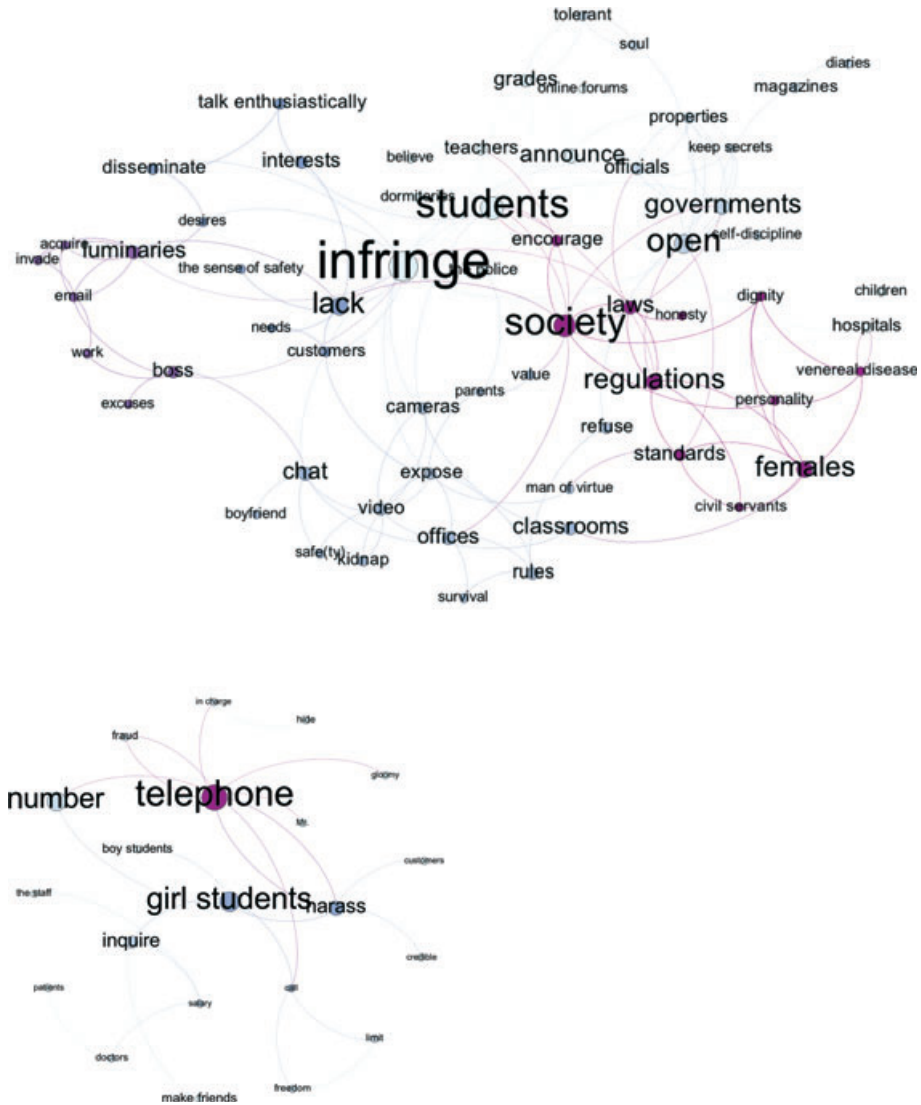 tolerant
soul
diaries
grades
online forums
magazines
talk enthusiastically
properties
teachers
announce
keep secrets
believe
interests
disseminate
officials
dormitories
students
governments
desires
encourage
open
self-discipline
acquire
luminaries
invade
the sense of safety
infringe
police
email
lack
society
laws
honesty
dignity
children
needs
hospitals
customers
work
boss
value
regulations
venereal disease
parents
excuses
cameras
personality
refuse
standards
chat
expose
females
man of virtue
boyfriend
video
civil servants
offices
classrooms
safe(ty)
kidnap
rules
survival
in charge
hide
fraud
gloomy
number
telephone
Mr.
boy students
customers
the staff
girl students
harass
inquire
credible
patients
call
salary
limit
doctors
freedom
make friends